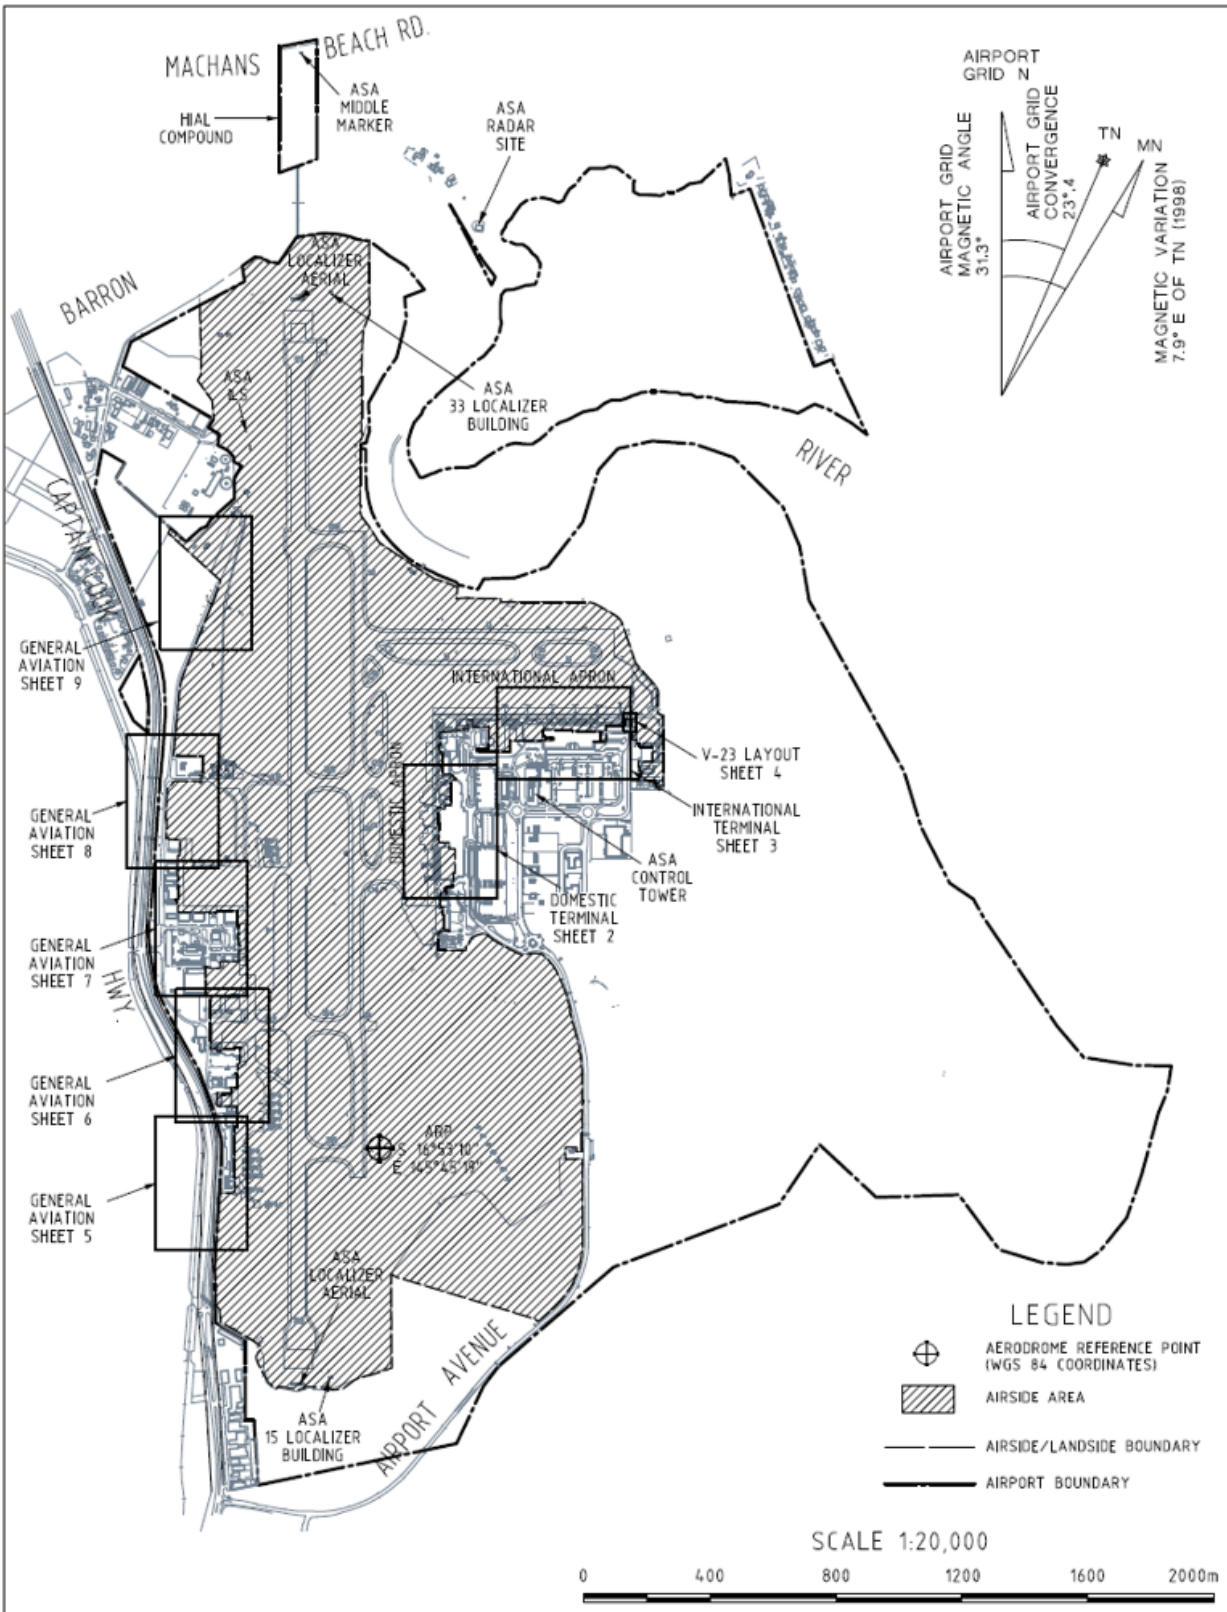 MACHANS
BEACH RD.
ASA
MIDDLE
MARKER
HIAL
COMPOUND
ASA
RADAR
SITE
AIRPORT
GRID N
AIRPORT GRID
MAGNETIC ANGLE
31.3°
AIRPORT GRID
CONVERGENCE
23°.4
TN
MN
MAGNETIC VARIATION
7.9° E OF TN (1998)
BARRON
ASA
LOCALIZER
AERIAL
ASA
ILS
ASA
33 LOCALIZER
BUILDING
RIVER
CAPTAIN COOK
GENERAL
AVIATION
SHEET 9
INTERNATIONAL APRON
DOMESTIC APRON
V-23 LAYOUT
SHEET 4
INTERNATIONAL
TERMINAL
SHEET 3
ASA
CONTROL
TOWER
DOMESTIC
TERMINAL
SHEET 2
GENERAL
AVIATION
SHEET 8
GENERAL
AVIATION
SHEET 7
HWY.
GENERAL
AVIATION
SHEET 6
ARP
S 16°53'10"
E 145°45'19"
GENERAL
AVIATION
SHEET 5
ASA
LOCALIZER
AERIAL
ASA
15 LOCALIZER
BUILDING
AIRPORT AVENUE
LEGEND
AERODROME REFERENCE POINT
(WGS 84 COORDINATES)
AIRSIDE AREA
AIRSIDE/LANDSIDE BOUNDARY
AIRPORT BOUNDARY
SCALE 1:20,000
0 400 800 1200 1600 2000m